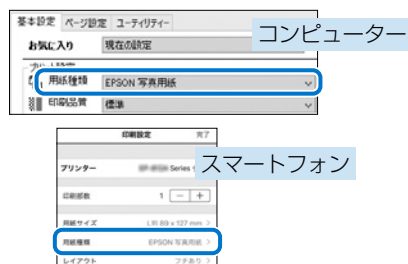 基本設定 ページ設定 ユーティリティー
コンピューター
お気に入り 現在の設定
用紙種類 EPSON 写真用紙
印刷品質 標準
印刷設定 完了
スマートフォン
プリンター Series
印刷部数 1 － ＋
用紙サイズ L判 89 x 127 mm >
用紙種類 EPSON 写真用紙 >
レイアウト フチあり >